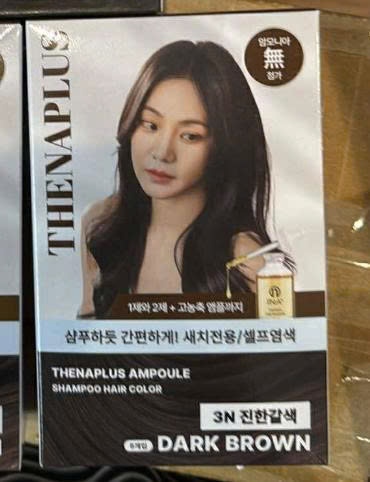 THENAPLUS
암모니아
無
첨가
1제와 2제 + 고농축 앰플까지
샴푸하듯 간편하게! 새치전용/셀프염색
THENAPLUS AMPOULE
SHAMPOO HAIR COLOR
3N 진한갈색
DARK BROWN